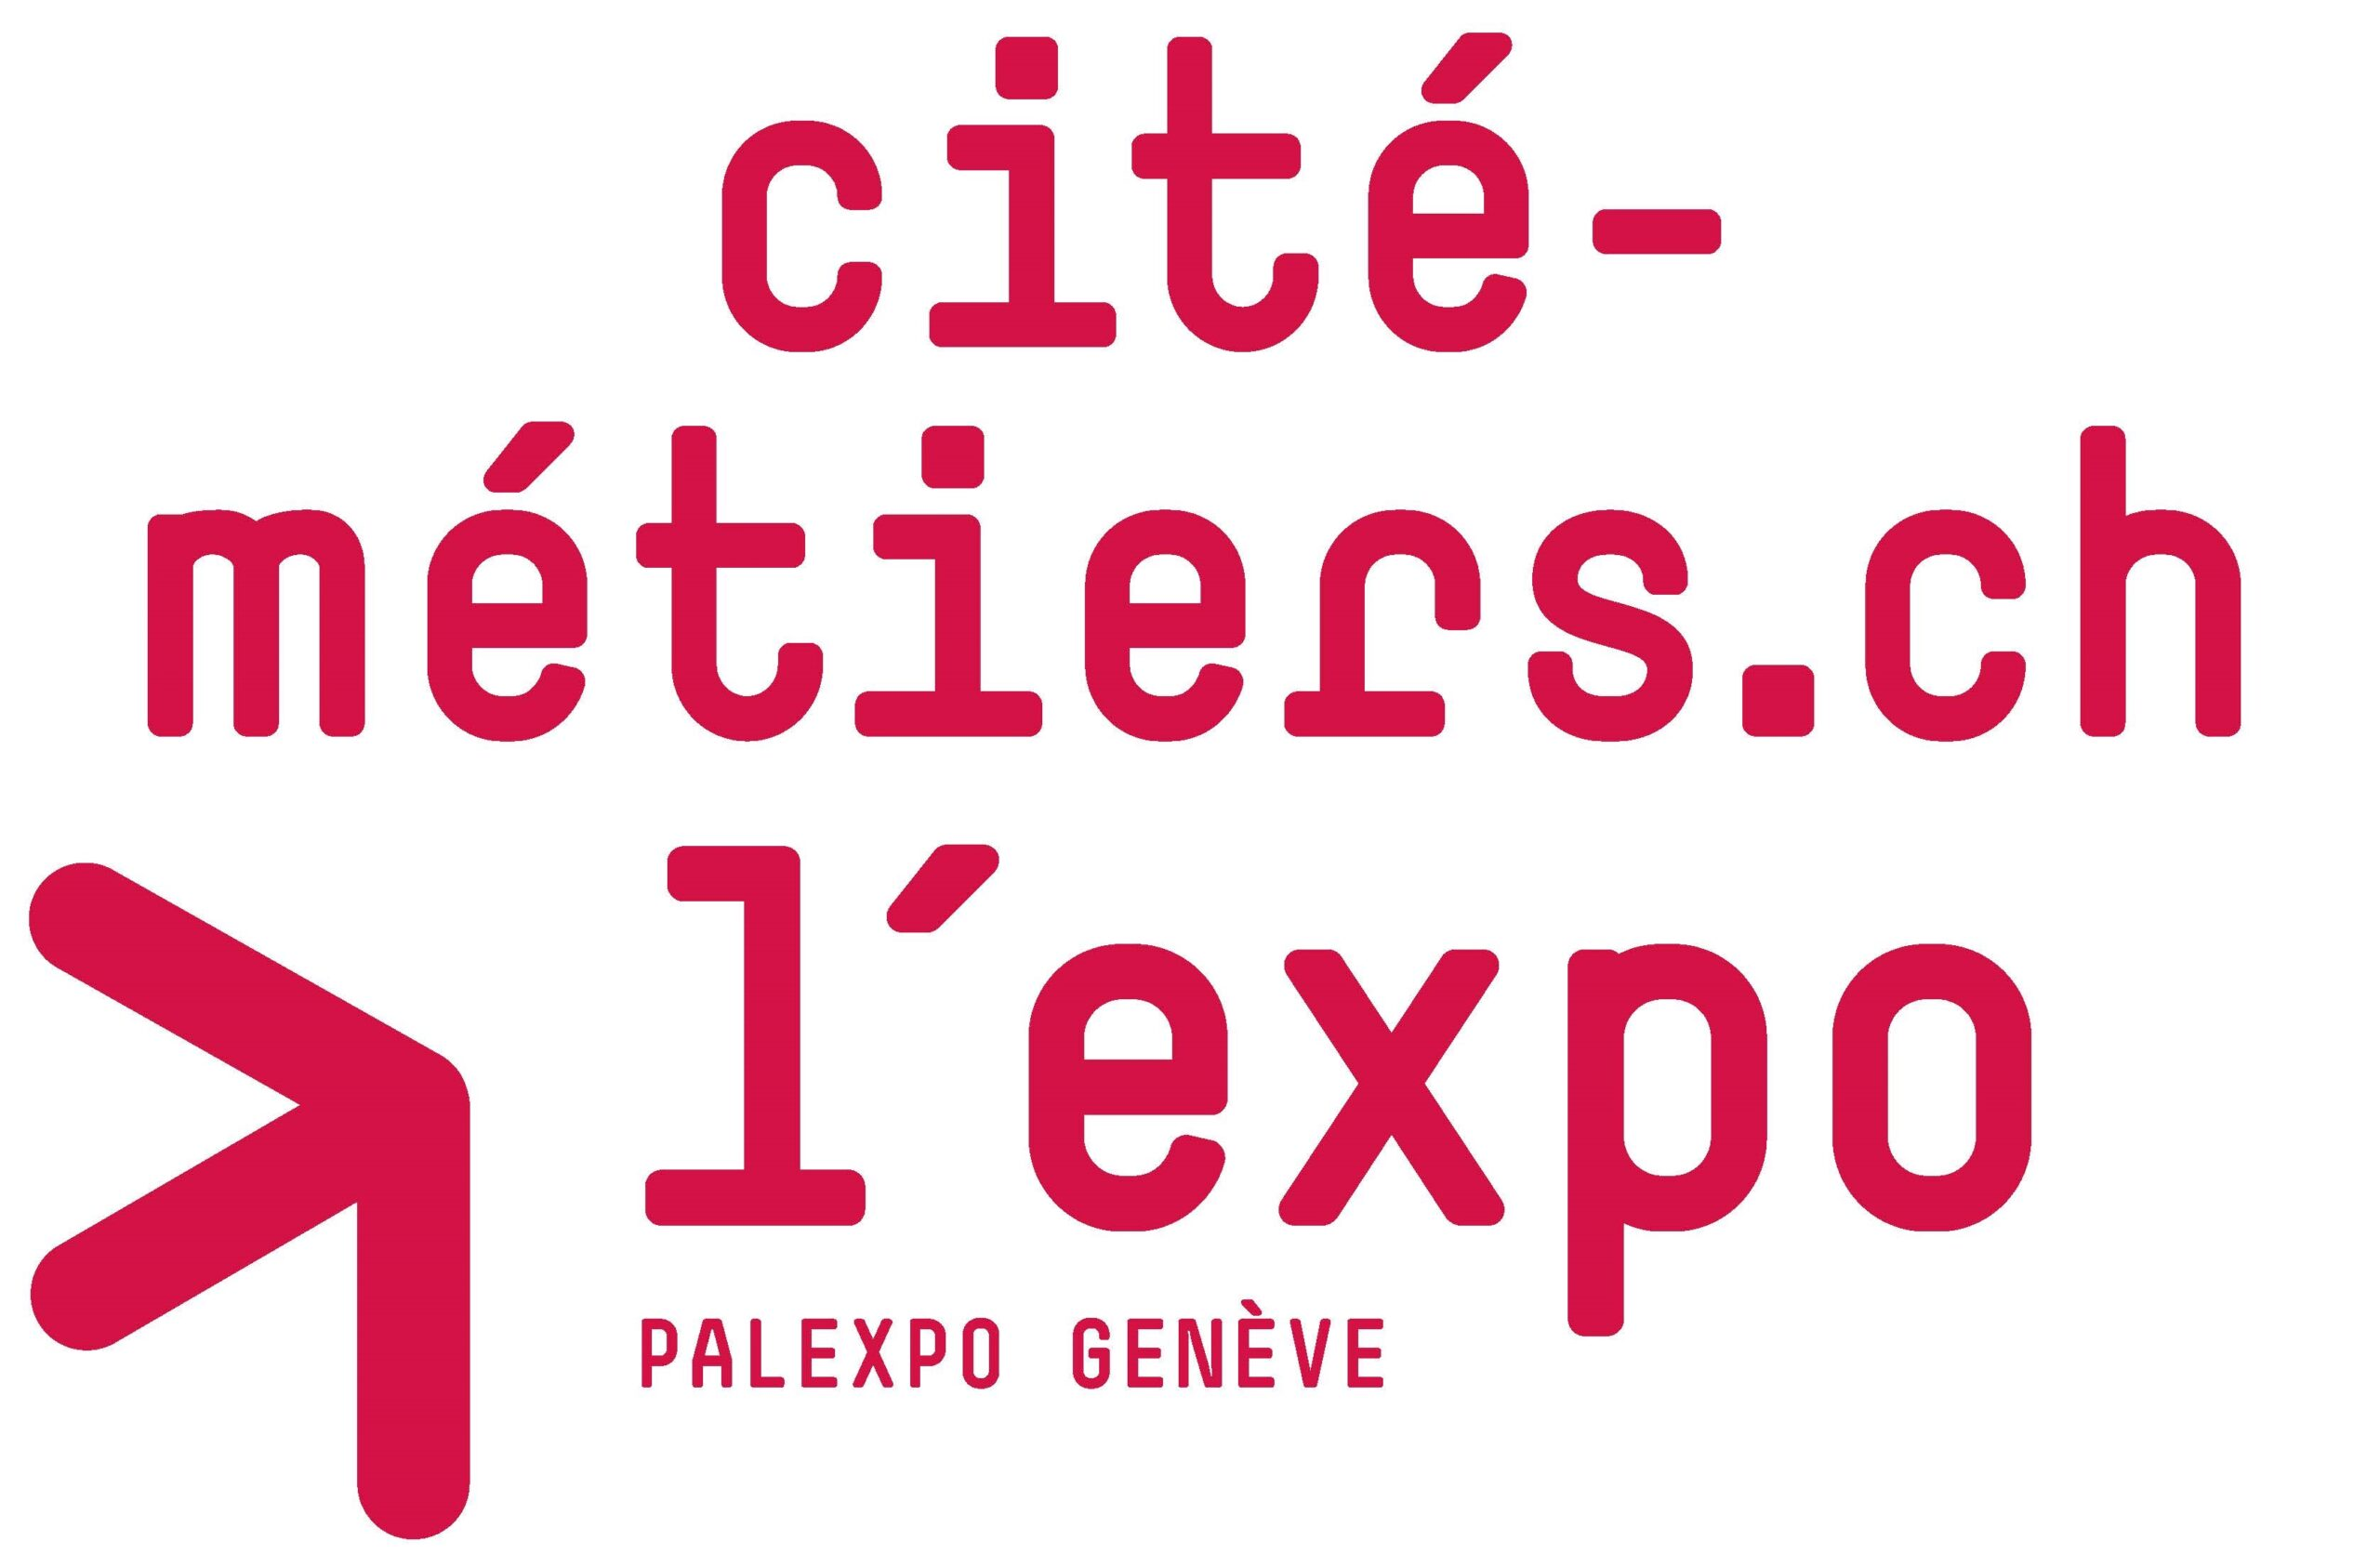 cité-
métiers.ch
l´expo
PALEXPO GENÈVE